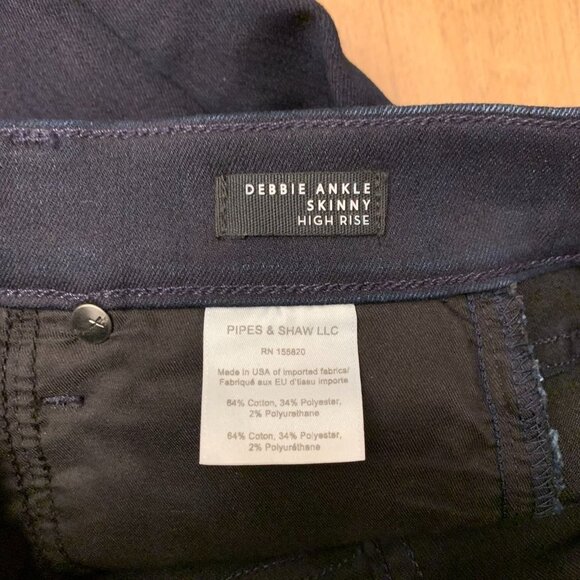 DEBBIE ANKLE
SKINNY
HIGH RISE
PIPES & SHAW LLC
RN 155820
Made in USA of imported fabrics/
Fabriqué aux EU d'tissu importe
64% Cotton, 34% Polyester,
2% Polyurethane
64% Coton, 34% Polyester,
2% Polyuréthane